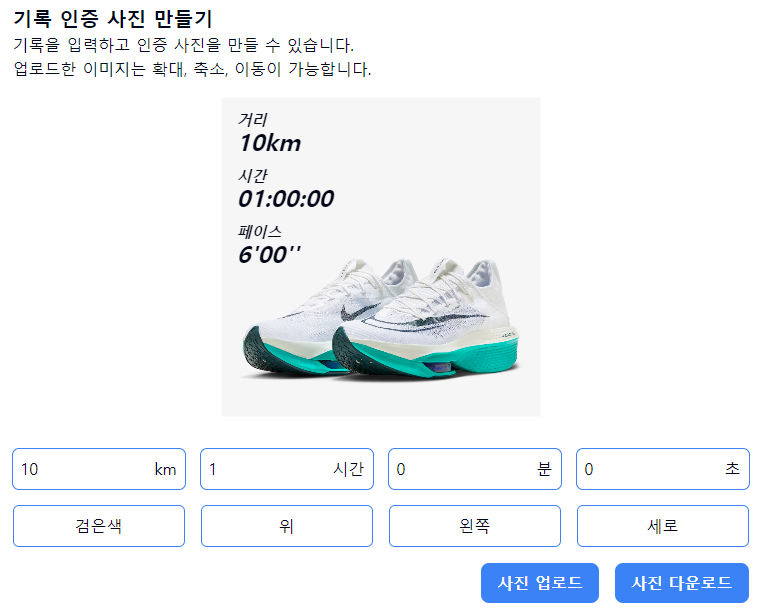 기록 인증 사진 만들기
기록을 입력하고 인증 사진을 만들 수 있습니다.
업로드한 이미지는 확대, 축소, 이동이 가능합니다.
거리
10km
시간
01:00:00
페이스
6'00''
10 km 1 시간 0 분 0 초
검은색 위 왼쪽 세로
사진 업로드 사진 다운로드